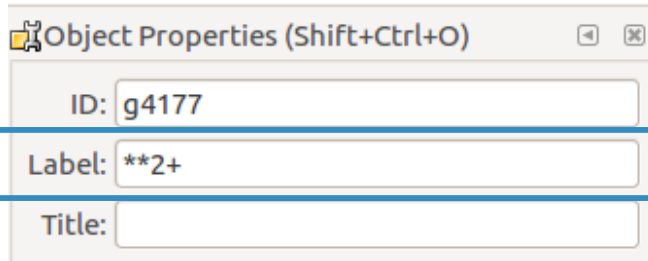 Object Properties (Shift+Ctrl+O)
ID: g4177
Label: **2+
Title: